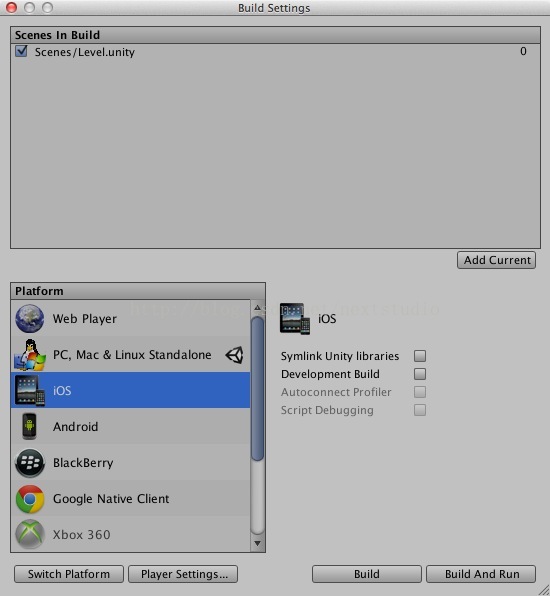 Build Settings
Scenes In Build
Scenes/Level.unity 0
Add Current
Platform
Web Player
PC, Mac & Linux Standalone
iOS
Android
BlackBerry
Google Native Client
Xbox 360
iOS
Symlink Unity libraries
Development Build
Autoconnect Profiler
Script Debugging
Switch Platform
Player Settings...
Build
Build And Run